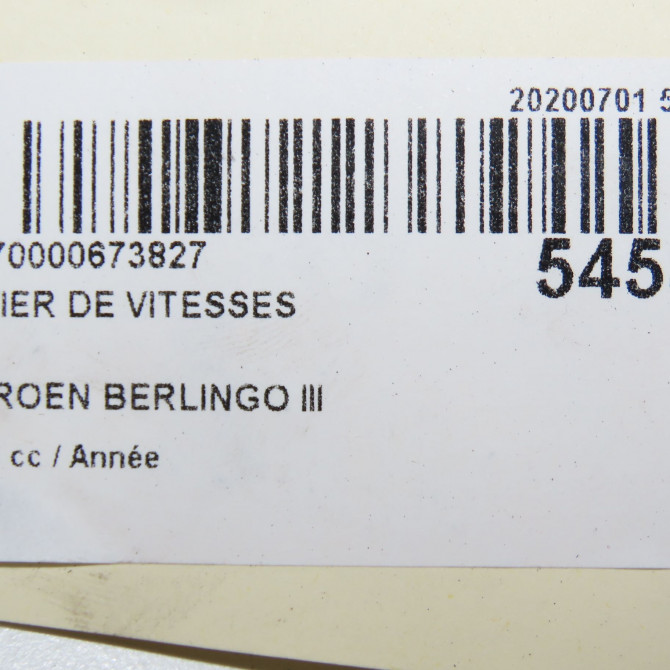 20200701 5
70000673827
545
IER DE VITESSES
ROEN BERLINGO III
cc / Année